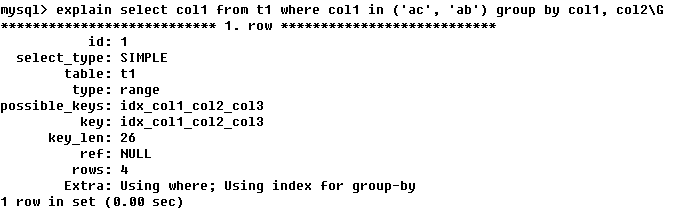 mysql> explain select col1 from t1 where col1 in ('ac', 'ab') group by col1, col2\G
*************************** 1. row ***************************
id: 1
select_type: SIMPLE
table: t1
type: range
possible_keys: idx_col1_col2_col3
key: idx_col1_col2_col3
key_len: 26
ref: NULL
rows: 4
Extra: Using where; Using index for group-by
1 row in set (0.00 sec)